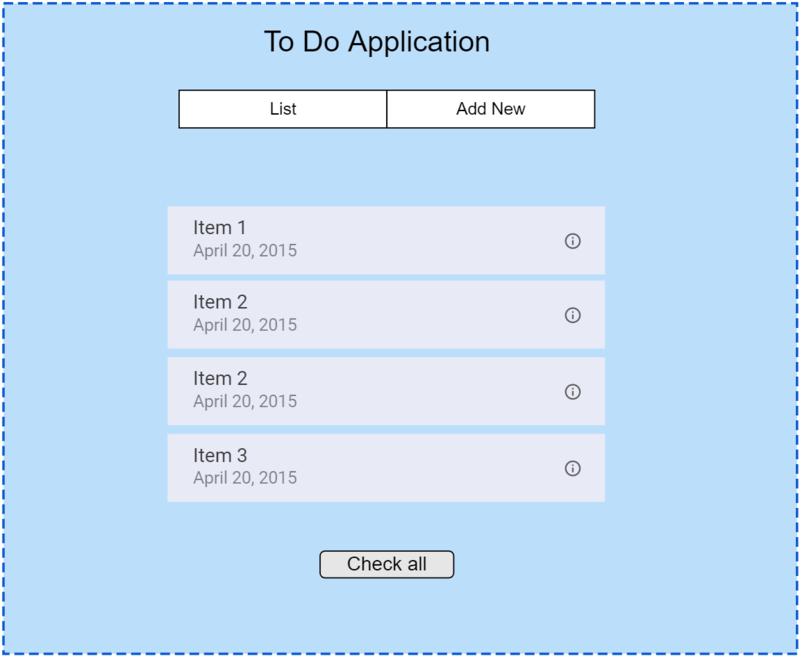 To Do Application
List
Add New
Item 1
April 20, 2015
Item 2
April 20, 2015
Item 2
April 20, 2015
Item 3
April 20, 2015
Check all